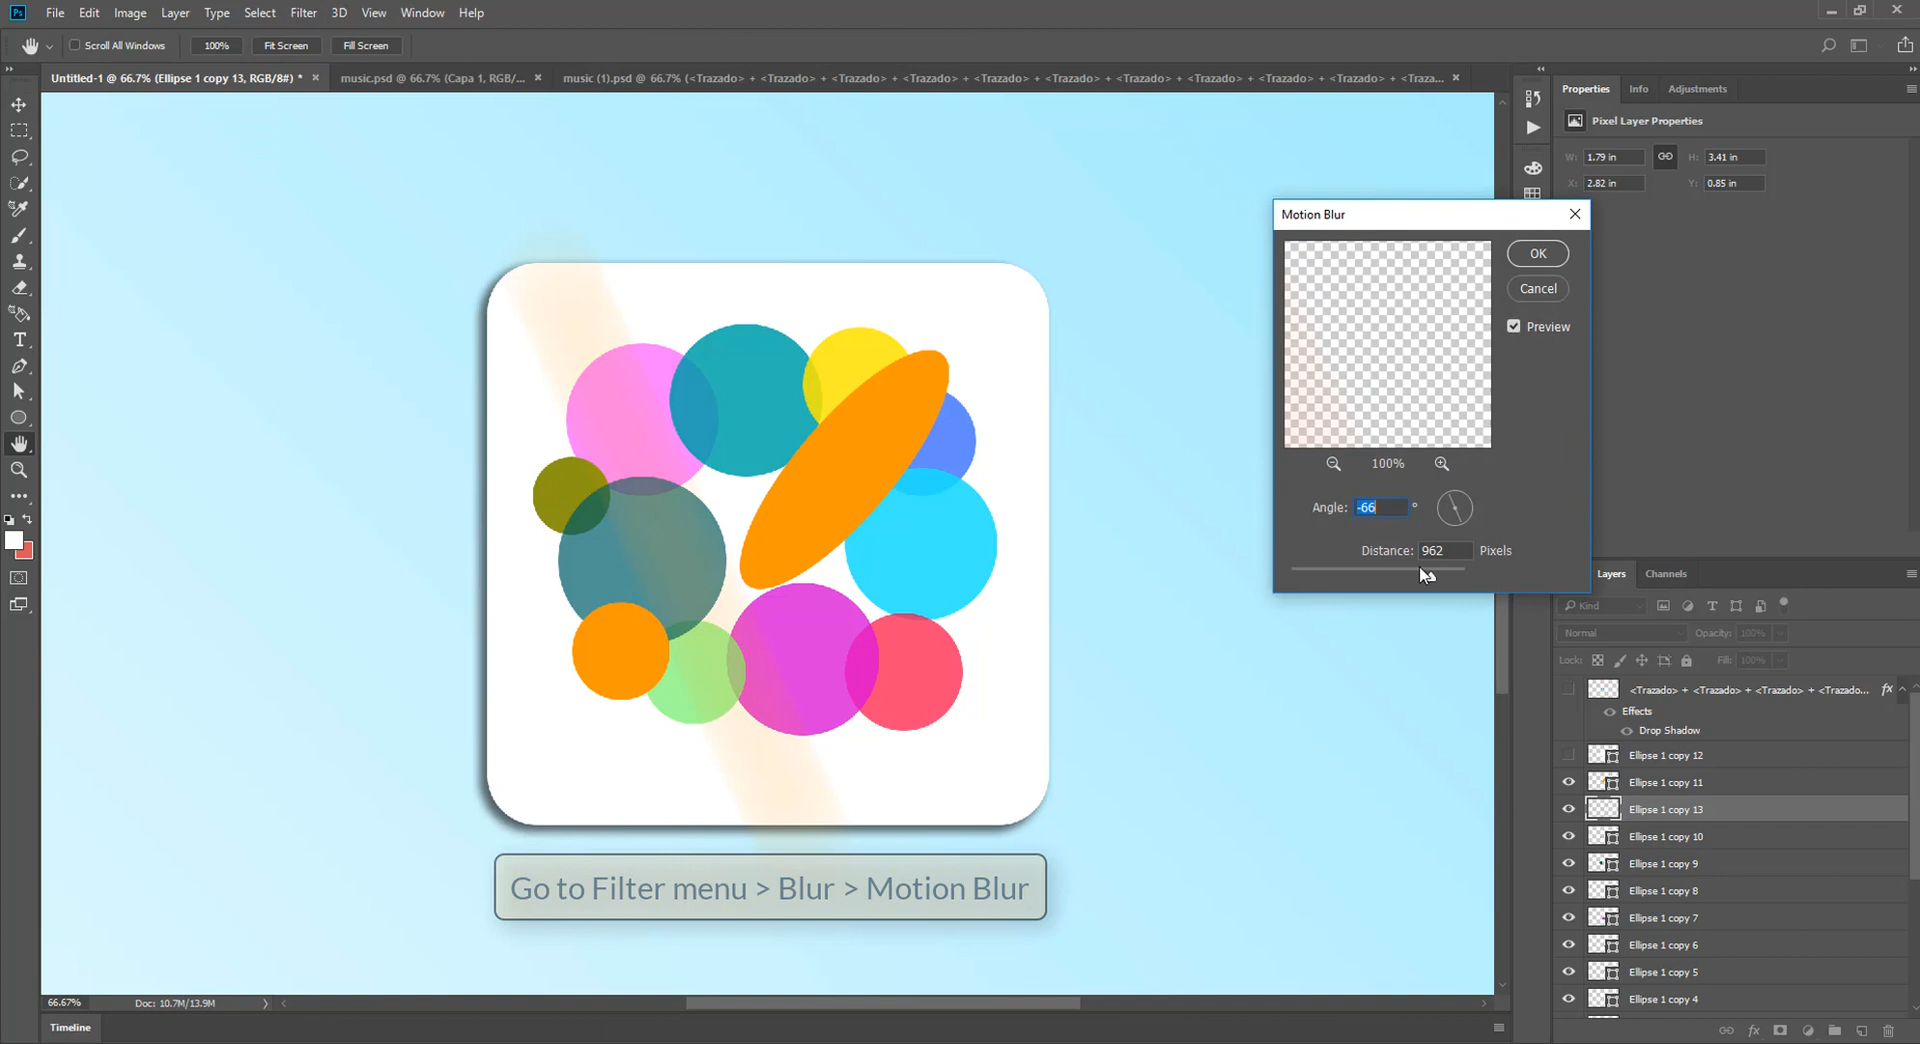 Ps File Edit Image Layer Type Select Filter 3D View Window Help
Scroll All Windows 100% Fit Screen Fill Screen
Untitled-1 @ 66.7% (Ellipse 1 copy 13, RGB/8#) * music.psd @ 66.7% (Capa 1, RGB/... music (1).psd @ 66.7% (<Trazado> + <Trazado> + <Trazado> + <Trazado> + <Trazado> + <Trazado> + <Trazado> + <Trazado> + <Trazado> + <Trazado> + <Traza...
Properties Info Adjustments
Pixel Layer Properties
W: 1.79 in H: 3.41 in
X: 2.82 in Y: 0.85 in
Motion Blur
OK
Cancel
Preview
100%
Angle: -66 °
Distance: 962 Pixels
Go to Filter menu > Blur > Motion Blur
Layers Channels
Kind
Normal Opacity: 100%
Lock: Fill: 100%
<Trazado> + <Trazado> + <Trazado> + <Trazado... fx
Effects
Drop Shadow
Ellipse 1 copy 12
Ellipse 1 copy 11
Ellipse 1 copy 13
Ellipse 1 copy 10
Ellipse 1 copy 9
Ellipse 1 copy 8
Ellipse 1 copy 7
Ellipse 1 copy 6
Ellipse 1 copy 5
Ellipse 1 copy 4
66.67% Doc: 10.7M/13.9M
Timeline
fx